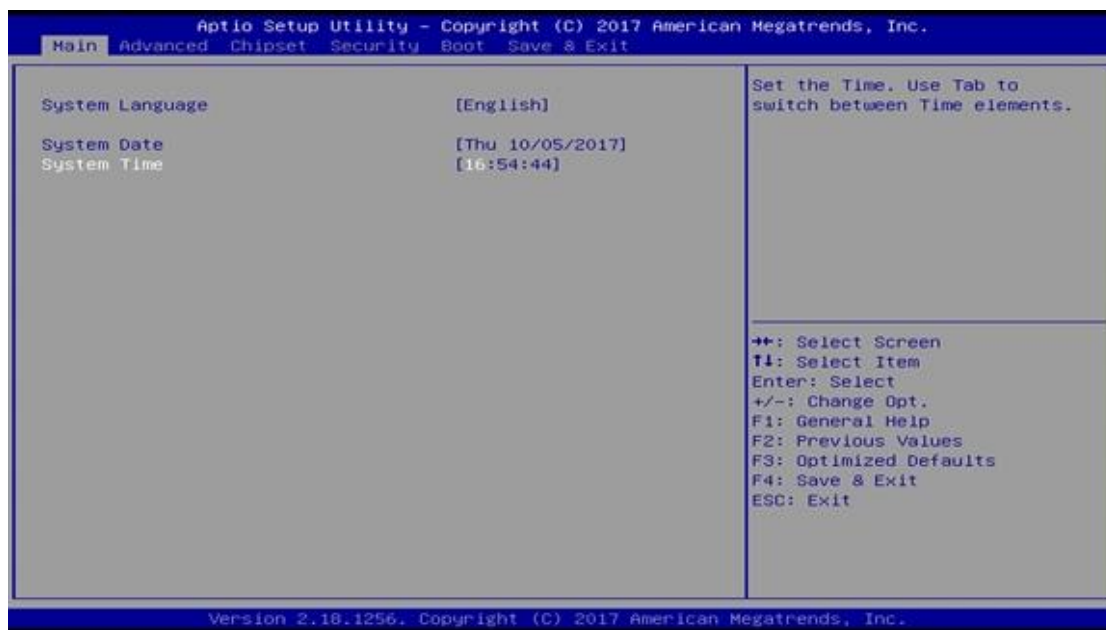 Aptio Setup Utility – Copyright (C) 2017 American Megatrends, Inc.
Main Advanced Chipset Security Boot Save & Exit
System Language [English]
System Date [Thu 10/05/2017]
System Time [16:54:44]
Set the Time. Use Tab to
switch between Time elements.
→←: Select Screen
↑↓: Select Item
Enter: Select
+/-: Change Opt.
F1: General Help
F2: Previous Values
F3: Optimized Defaults
F4: Save & Exit
ESC: Exit
Version 2.18.1256. Copyright (C) 2017 American Megatrends, Inc.